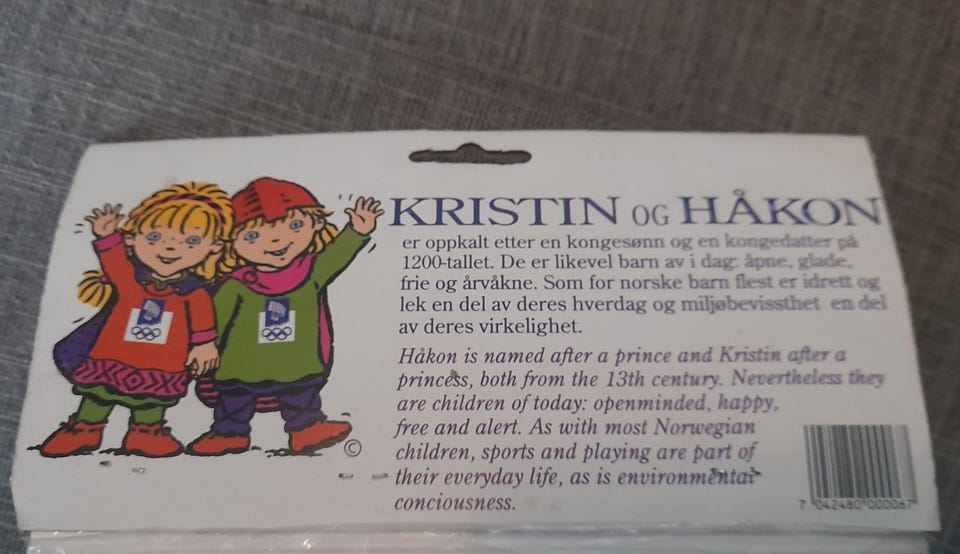 KRISTIN OG HÅKON
er oppkalt etter en kongesønn og en kongedatter på
1200-tallet. De er likevel barn av i dag: åpne, glade,
frie og årvåkne. Som for norske barn flest er idrett og
lek en del av deres hverdag og miljøbevissthet en del
av deres virkelighet.
Håkon is named after a prince and Kristin after a
princess, both from the 13th century. Nevertheless they
are children of today: openminded, happy,
free and alert. As with most Norwegian
children, sports and playing are part of
their everyday life, as is environmental
conciousness.
©
7 042480 000067